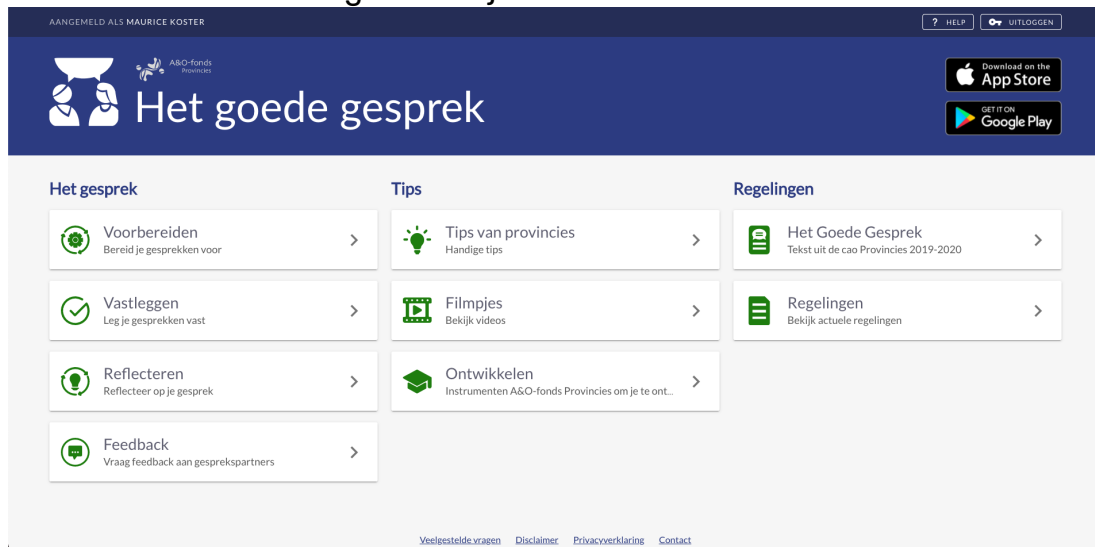 AANGEMELD ALS MAURICE KOSTER
? HELP
UITLOGGEN
A&O-fonds
Provincies
Het goede gesprek
Download on the
App Store
GET IT ON
Google Play
Het gesprek
Voorbereiden
Bereid je gesprekken voor
Vastleggen
Leg je gesprekken vast
Reflecteren
Reflecteer op je gesprek
Feedback
Vraag feedback aan gesprekspartners
Tips
Tips van provincies
Handige tips
Filmpjes
Bekijk videos
Ontwikkelen
Instrumenten A&O-fonds Provincies om je te ont...
Regelingen
Het Goede Gesprek
Tekst uit de cao Provincies 2019-2020
Regelingen
Bekijk actuele regelingen
Veelgestelde vragen Disclaimer Privacyverklaring Contact